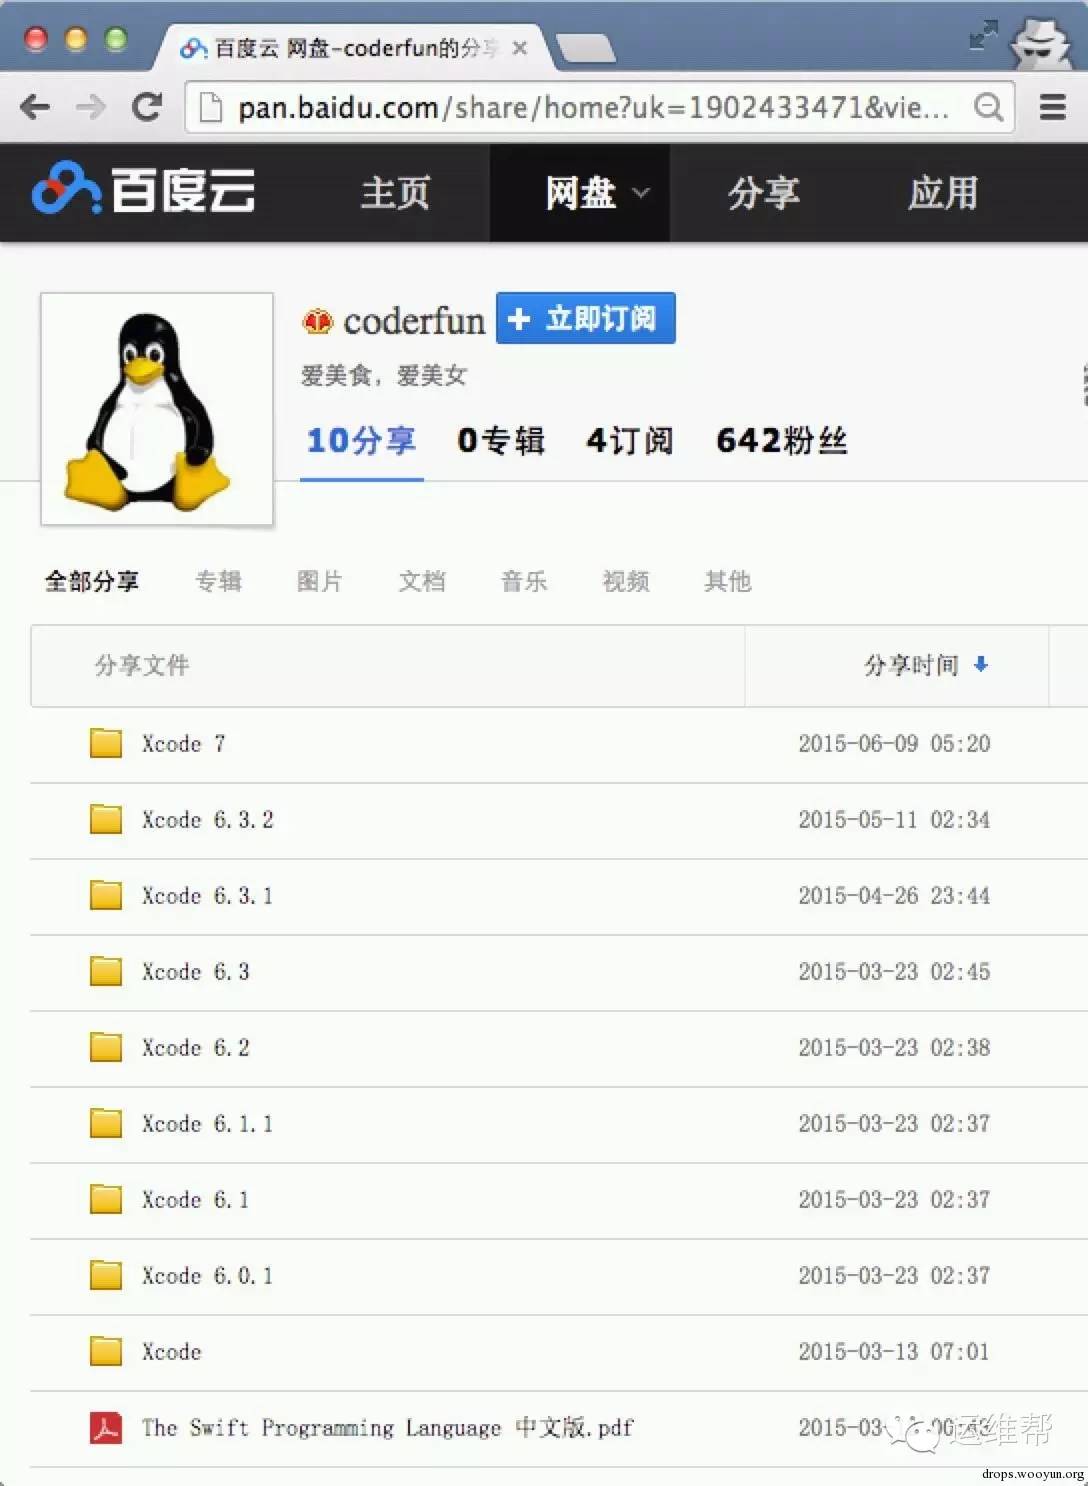 百度云 网盘-coderfun的分享
pan.baidu.com/share/home?uk=1902433471&vie...
百度云 主页 网盘 分享 应用
coderfun + 立即订阅
爱美食，爱美女
10分享 0专辑 4订阅 642粉丝
全部分享 专辑 图片 文档 音乐 视频 其他
分享文件 分享时间
Xcode 7 2015-06-09 05:20
Xcode 6.3.2 2015-05-11 02:34
Xcode 6.3.1 2015-04-26 23:44
Xcode 6.3 2015-03-23 02:45
Xcode 6.2 2015-03-23 02:38
Xcode 6.1.1 2015-03-23 02:37
Xcode 6.1 2015-03-23 02:37
Xcode 6.0.1 2015-03-23 02:37
Xcode 2015-03-13 07:01
The Swift Programming Language 中文版.pdf 2015-03-
运维帮
drops.wooyun.org